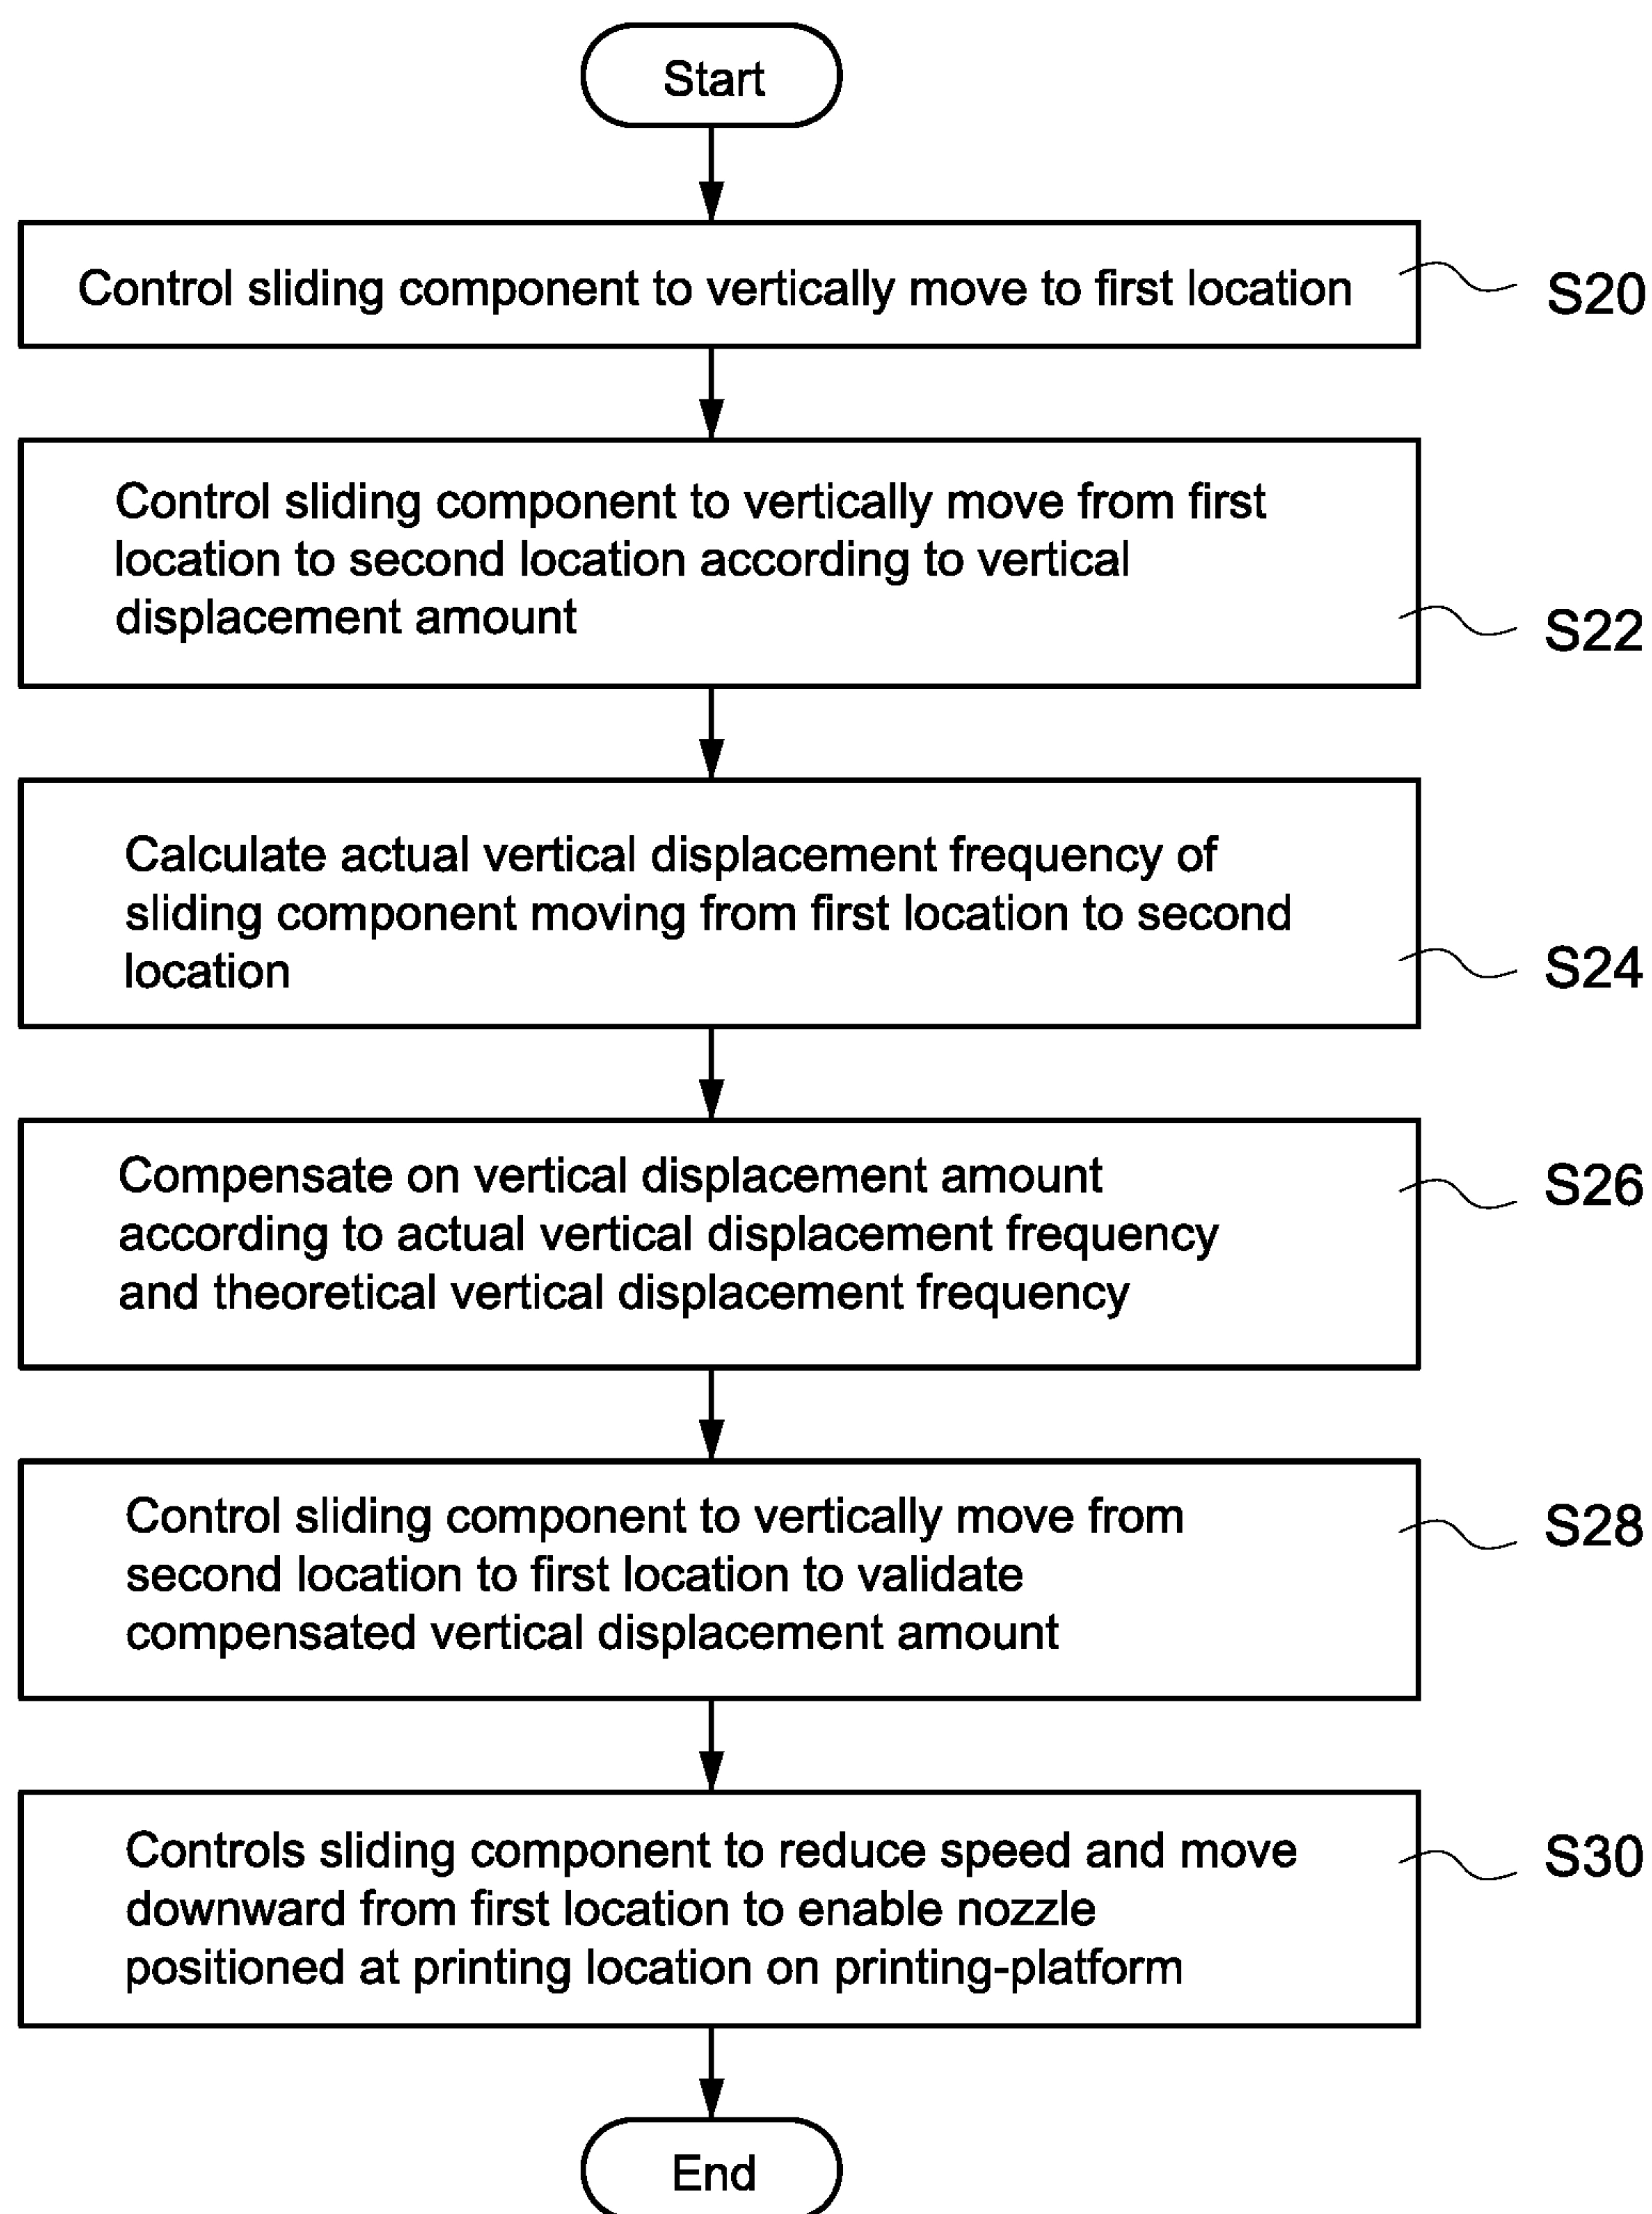 Start
Control sliding component to vertically move to first location
S20
Control sliding component to vertically move from first
location to second location according to vertical
displacement amount
S22
Calculate actual vertical displacement frequency of
sliding component moving from first location to second
location
S24
Compensate on vertical displacement amount
according to actual vertical displacement frequency
and theoretical vertical displacement frequency
S26
Control sliding component to vertically move from
second location to first location to validate
compensated vertical displacement amount
S28
Controls sliding component to reduce speed and move
downward from first location to enable nozzle
positioned at printing location on printing-platform
S30
End